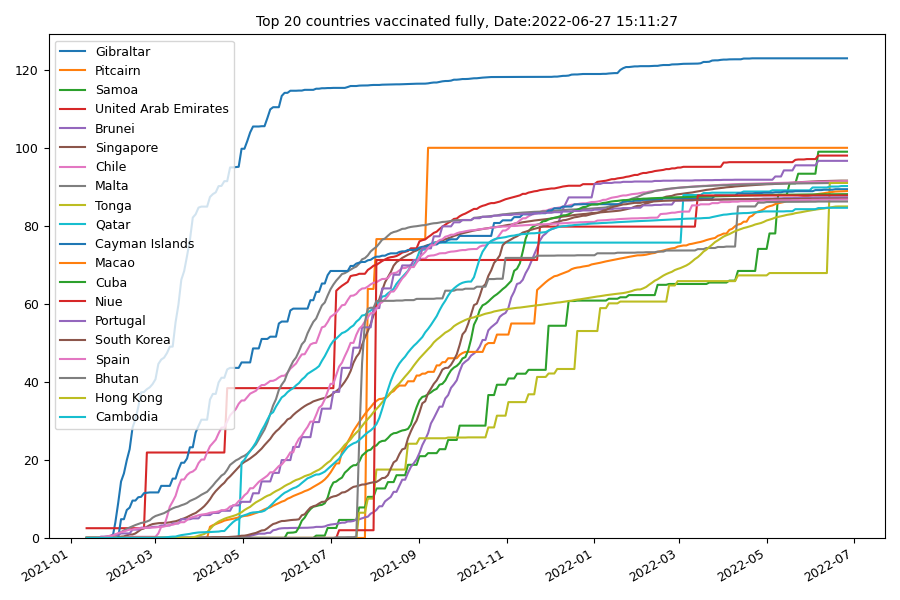 Top 20 countries vaccinated fully, Date:2022-06-27 15:11:27
120
100
80
60
40
20
0
Gibraltar
Pitcairn
Samoa
United Arab Emirates
Brunei
Singapore
Chile
Malta
Tonga
Qatar
Cayman Islands
Macao
Cuba
Niue
Portugal
South Korea
Spain
Bhutan
Hong Kong
Cambodia
2021-01
2021-03
2021-05
2021-07
2021-09
2021-11
2022-01
2022-03
2022-05
2022-07